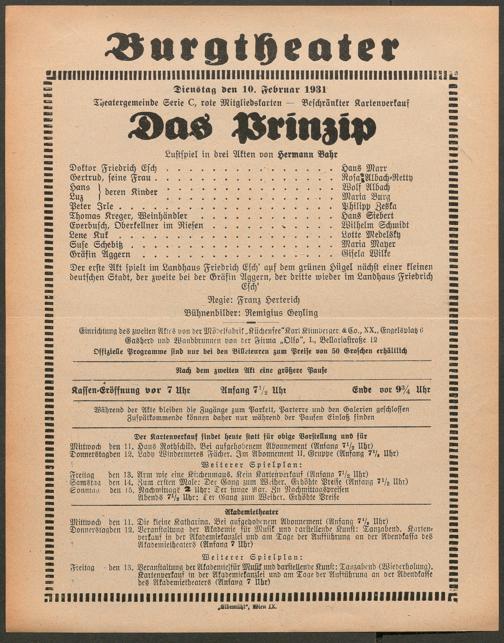 Burgtheater
Dienstag den 10. Februar 1931
Theatergemeinde Serie C, rote Mitgliedskarten — Beschränkter Kartenverkauf
Das Prinzip
Lustspiel in drei Akten von Hermann Bahr
Doktor Friedrich Esch . . . . . . . . . . . . Hans Marr
Gertrud, seine Frau . . . . . . . . . . . . Rosa Albach-Retty
Hans } deren Kinder . . . . . . . . . . . . Wolf Albach
Luz } . . . . . . . . . . . . Maria Burg
Peter Irle . . . . . . . . . . . . Philipp Zeska
Thomas Kreger, Weinhändler . . . . . . . . . . . . Hans Siebert
Eberbusch, Oberkellner im Riesen . . . . . . . . . . . . Wilhelm Schmidt
Lene Kuk . . . . . . . . . . . . Lotte Medelsky
Suse Schebitz . . . . . . . . . . . . Maria Mayer
Gräfin Aggern . . . . . . . . . . . . Gisela Wilke
Der erste Akt spielt im Landhaus Friedrich Esch' auf dem grünen Hügel nächst einer kleinen
deutschen Stadt, der zweite bei der Gräfin Aggern, der dritte wieder im Landhaus Friedrich
Esch'
Regie: Franz Herterich
Bühnenbilder: Remigius Geyling
Einrichtung des zweiten Aktes von der Möbelfabrik „Küchensee“ Karl Nürnberger & Co., XX., Engelsplatz 6
Gasherd und Wandbrunnen von der Firma „Olso“, I., Bellariastraße 12
Offizielle Programme sind nur bei den Billeteuren zum Preise von 50 Groschen erhältlich
Nach dem zweiten Akt eine größere Pause
Kassen-Eröffnung vor 7 Uhr Anfang 7½ Uhr Ende vor 9¾ Uhr
Während der Akte bleiben die Zugänge zum Parkett, Parterre und den Galerien geschlossen
Zuspätkommende können daher nur während der Pausen Einlaß finden
Der Kartenverkauf findet heute statt für obige Vorstellung und für
Mittwoch den 11. Haus Rothschild. Bei aufgehobenem Abonnement (Anfang 7½ Uhr)
Donnerstag den 12. Lady Windermeres Fächer. Im Abonnement II. Gruppe (Anfang 7½ Uhr)
Weiterer Spielplan:
Freitag den 13. Arm wie eine Kirchenmaus. Kein Kartenverkauf (Anfang 7½ Uhr)
Samstag den 14. Zum ersten Male: Der Gang zum Weiher. Erhöhte Preise (Anfang 7½ Uhr)
Sonntag den 15. Nachmittags 2 Uhr: Der junge Zar. Zu Nachmittagspreisen
Abends 7½ Uhr: Der Gang zum Weiher. Erhöhte Preise
Akademietheater
Mittwoch den 11. Die kleine Katharina. Bei aufgehobenem Abonnement (Anfang 7½ Uhr)
Donnerstag den 12. Veranstaltung der Akademie für Musik und darstellende Kunst: Tanzabend. Karten-
verkauf in der Akademiekanzlei und am Tage der Aufführung an der Abendkassa des
Akademietheaters (Anfang 7 Uhr)
Weiterer Spielplan:
Freitag den 13. Veranstaltung der Akademie für Musik und darstellende Kunst: Tanzabend (Wiederholung).
Kartenverkauf in der Akademiekanzlei und am Tage der Aufführung an der Abendkasse
des Akademietheaters (Anfang 7 Uhr)
„Elbemühl“, Wien IX.